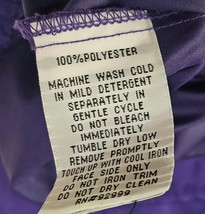 100%POLYESTER
MACHINE WASH COLD
IN MILD DETERGENT
SEPARATELY IN
GENTLE CYCLE
DO NOT BLEACH
IMMEDIATELY
TUMBLE DRY LOW
REMOVE PROMPTLY
TOUCH UP WITH COOL IRON
FACE SIDE ONLY
DO NOT IRON TRIM
DO NOT DRY CLEAN
RN#92999